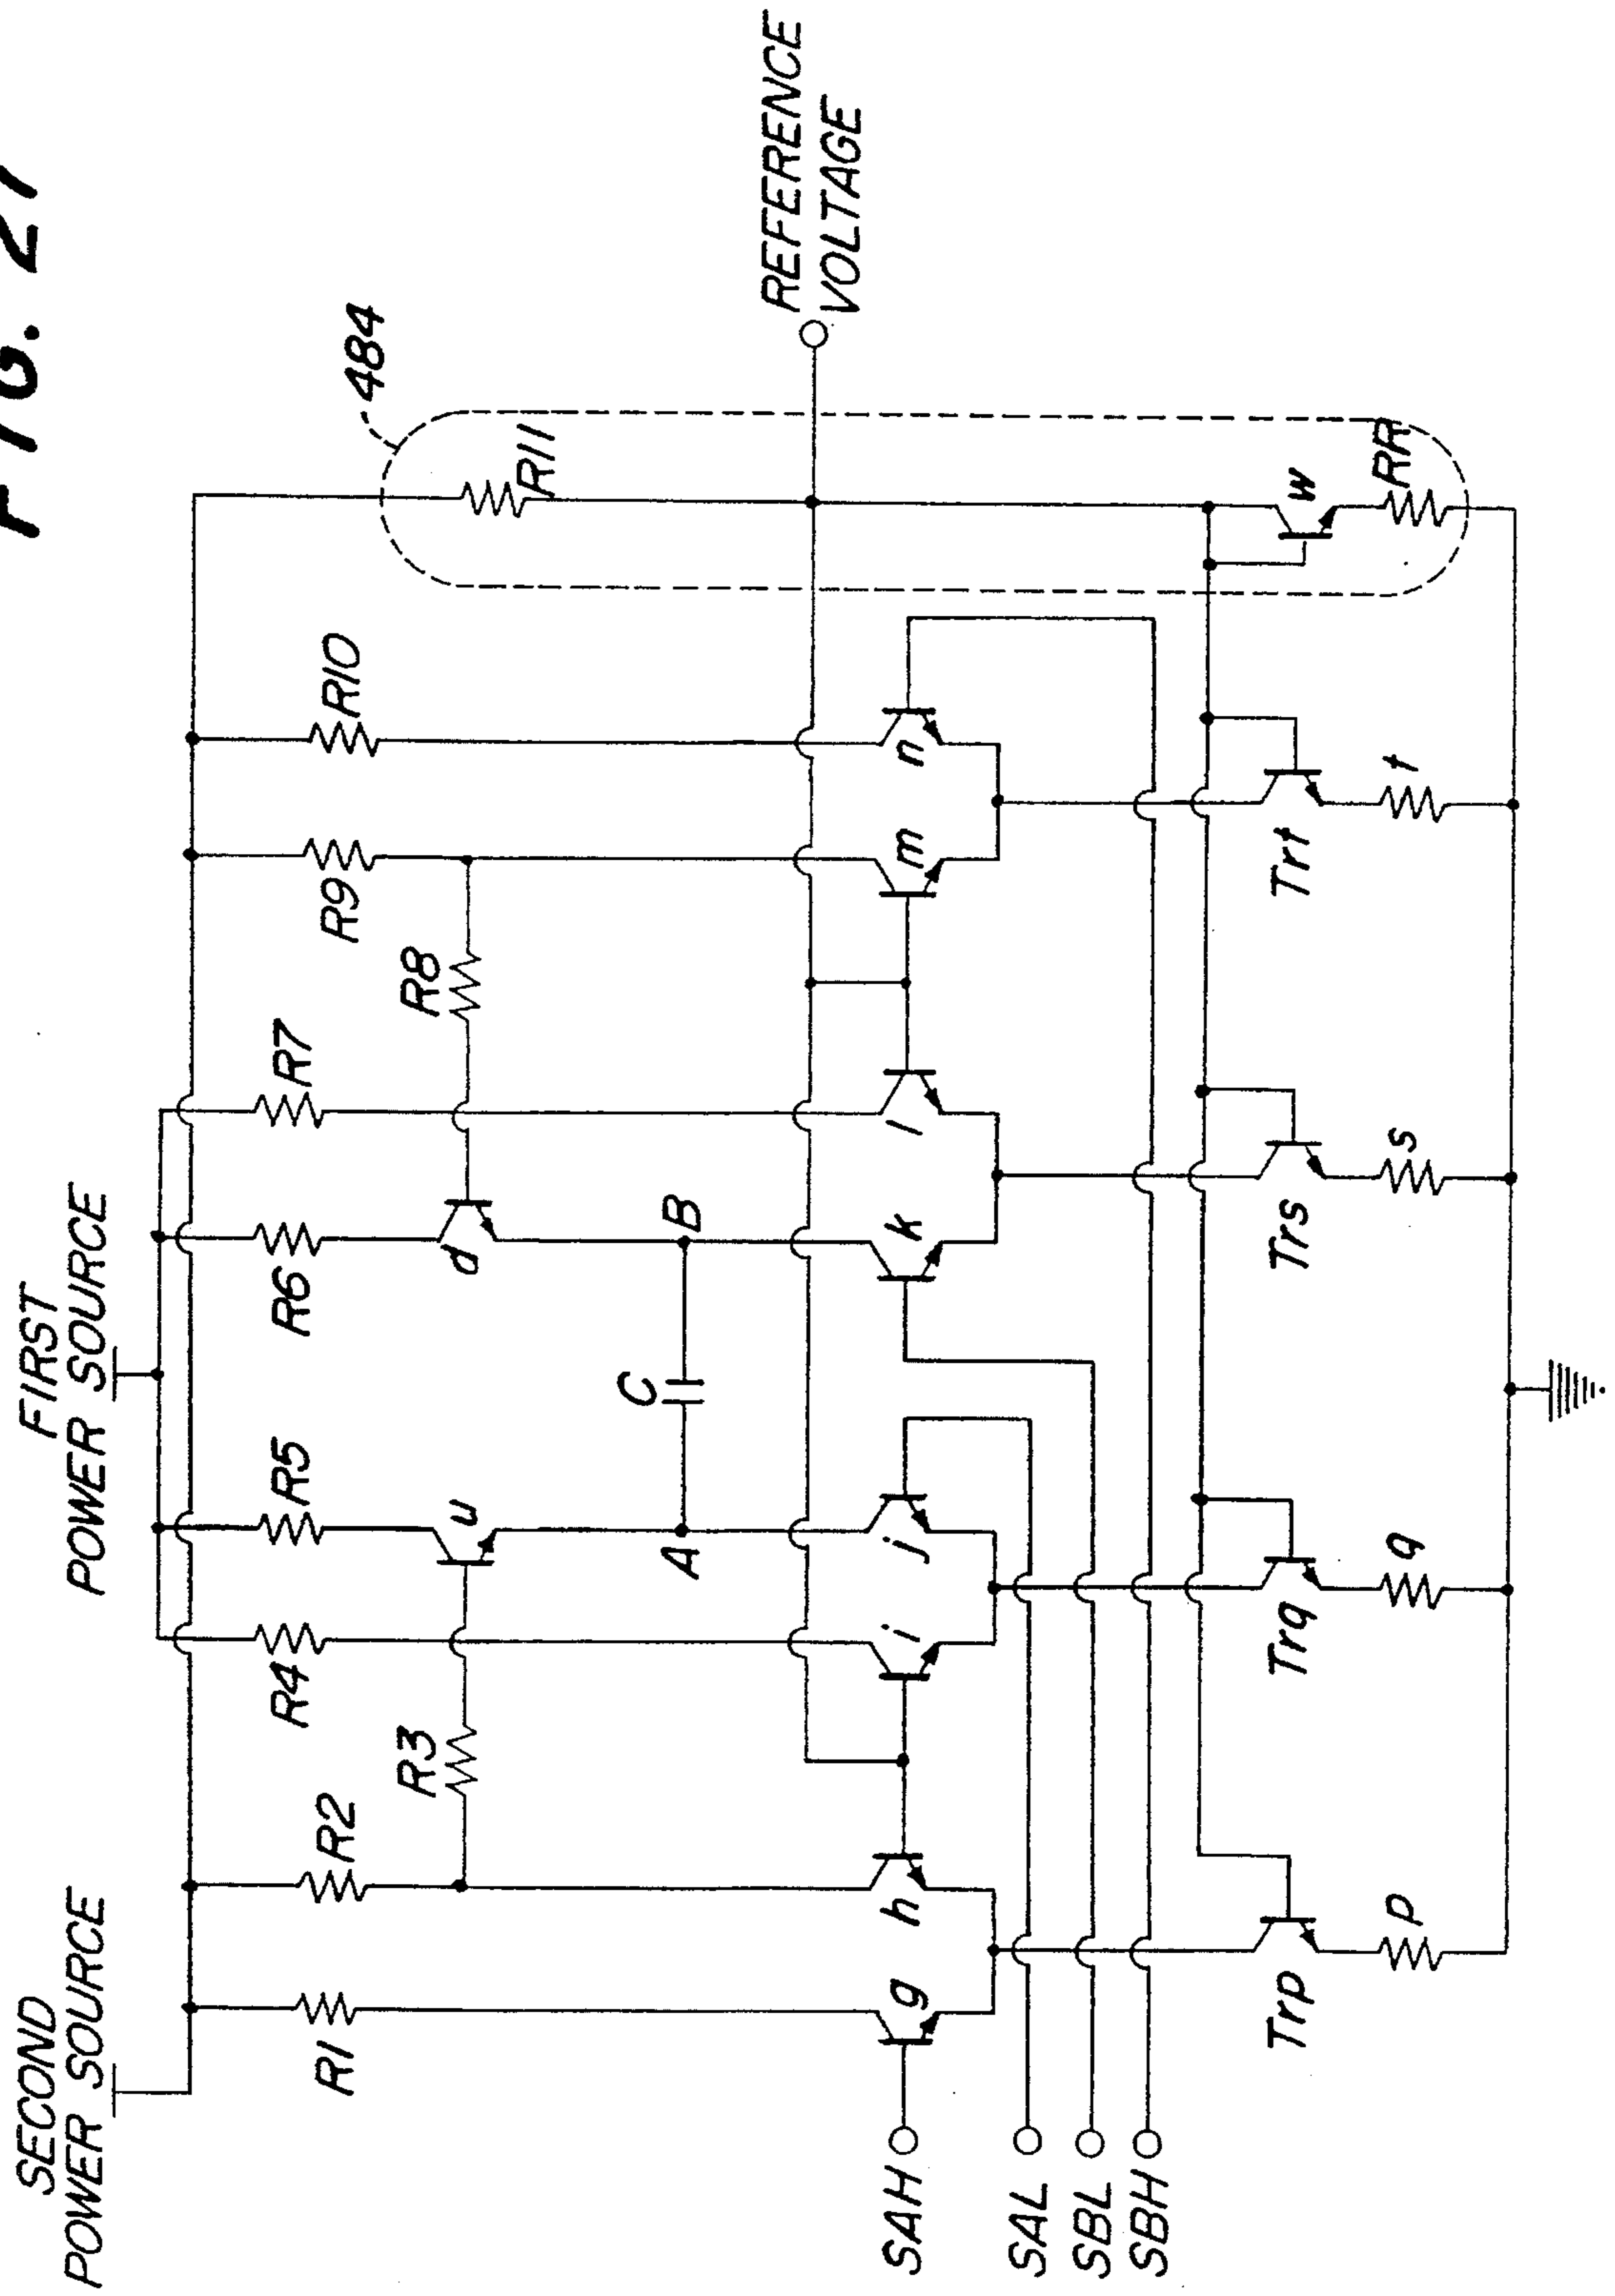 FIG. 21
SECOND
POWER SOURCE
FIRST
POWER SOURCE
484
R1
R2
R3
R4
R5
R6
R7
R8
R9
R10
R11
REFERENCE
VOLTAGE
u
d
A
C
B
g
h
i
j
k
l
m
n
w
RR
SAH
SAL
SBL
SBH
Trp
Trq
Trs
Trt
p
q
s
t